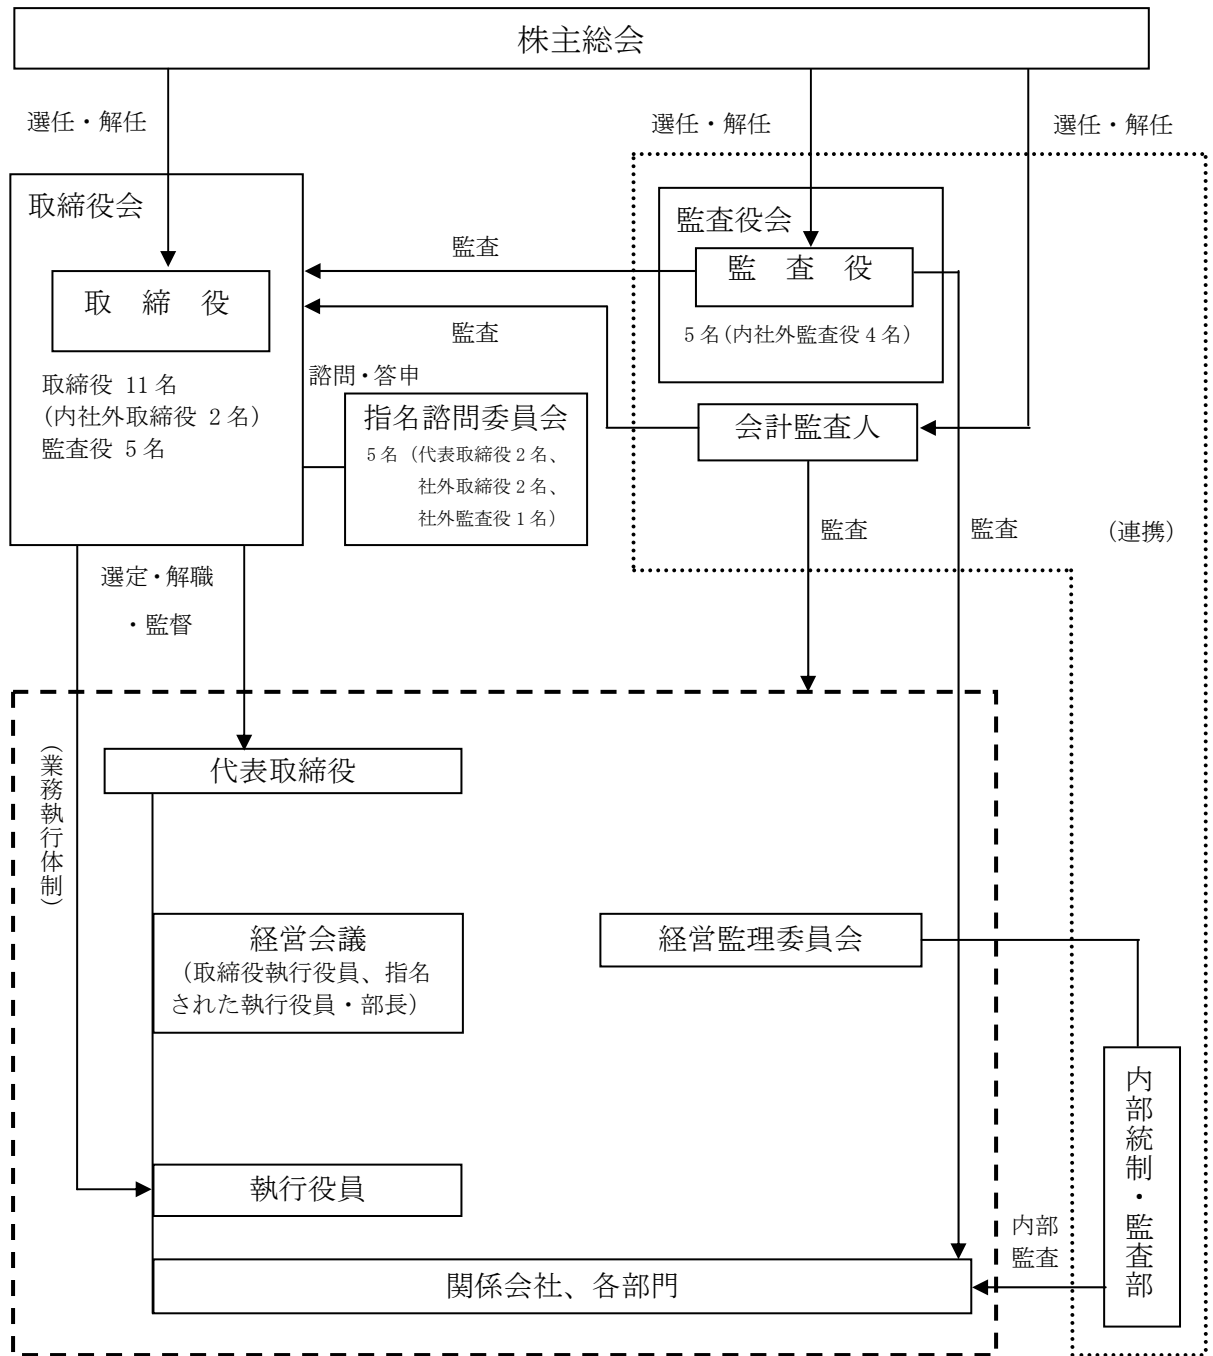 株主総会
選任・解任
選任・解任
選任・解任
取締役会
取 締 役
取締役 11 名
(内社外取締役 2 名)
監査役 5 名
監査役会
監 査 役
5 名(内社外監査役 4 名)
監査
監査
諮問・答申
指名諮問委員会
5 名 (代表取締役 2 名、
社外取締役 2 名、
社外監査役 1 名)
会計監査人
監査
監査
(連携)
選定・解職
・監督
(業務執行体制)
代表取締役
経営会議
(取締役執行役員、指名
された執行役員・部長)
経営監理委員会
内部統制・監査部
執行役員
内部
監査
関係会社、各部門